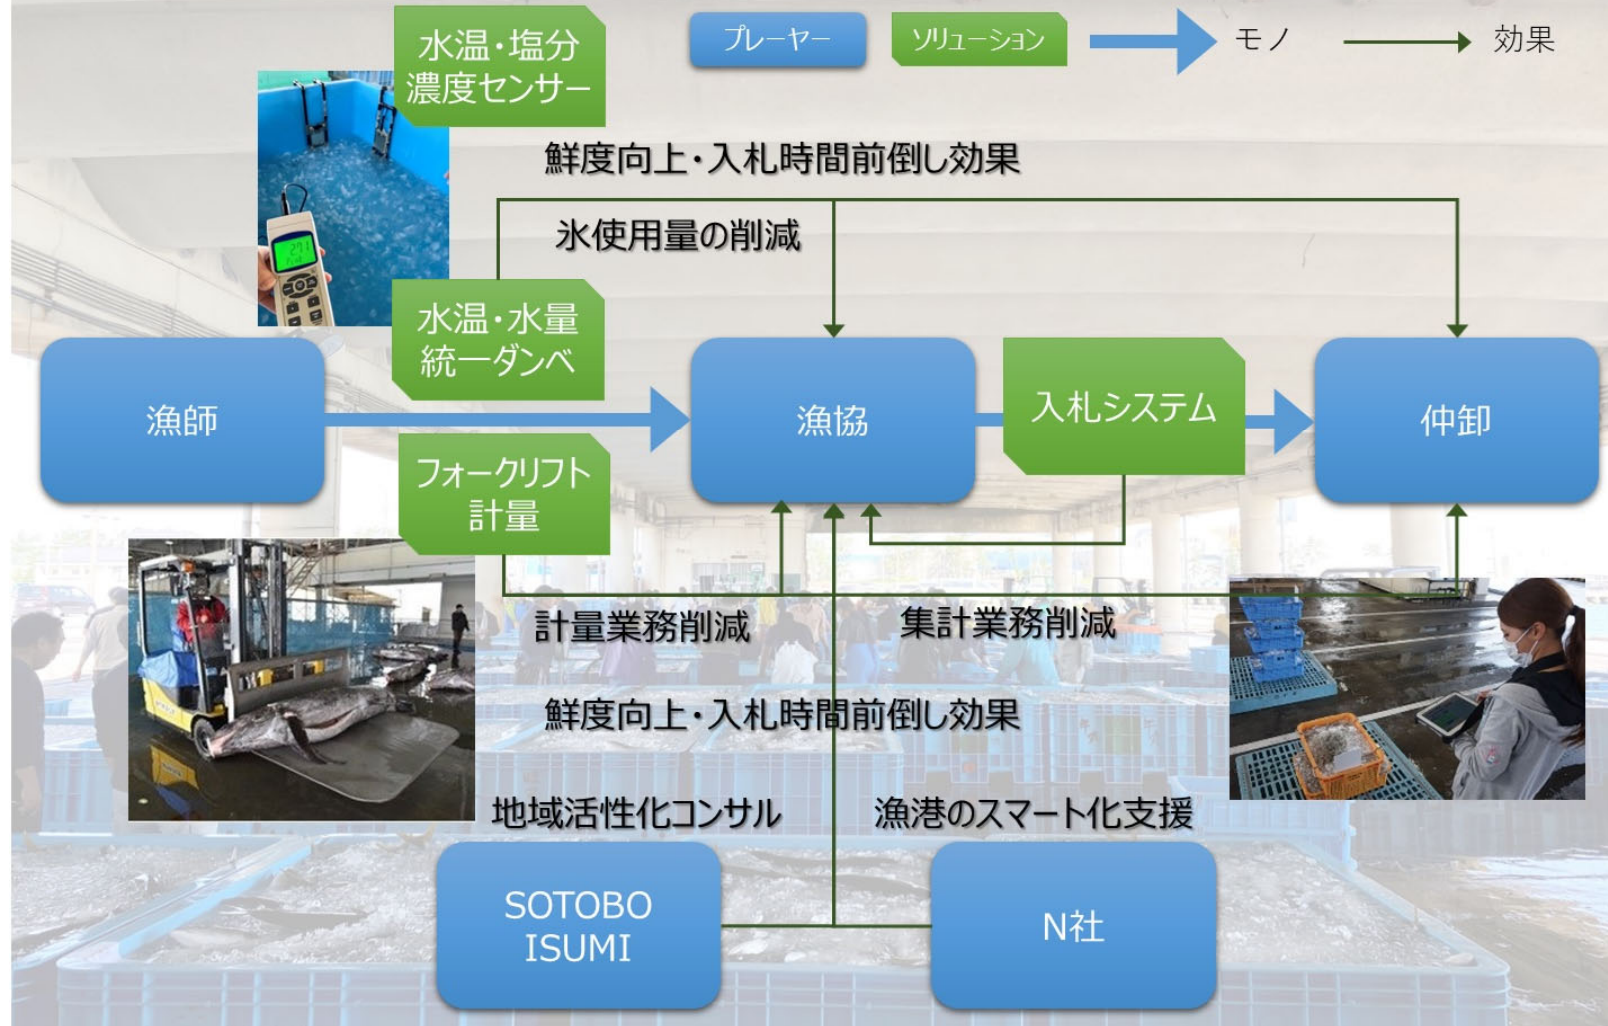 水温・塩分
濃度センサー
プレーヤー
ソリューション
モノ
効果
鮮度向上・入札時間前倒し効果
氷使用量の削減
水温・水量
統一ダンベ
漁師
漁協
入札システム
仲卸
フォークリフト
計量
計量業務削減
集計業務削減
鮮度向上・入札時間前倒し効果
地域活性化コンサル
漁港のスマート化支援
SOTOBO
ISUMI
N社